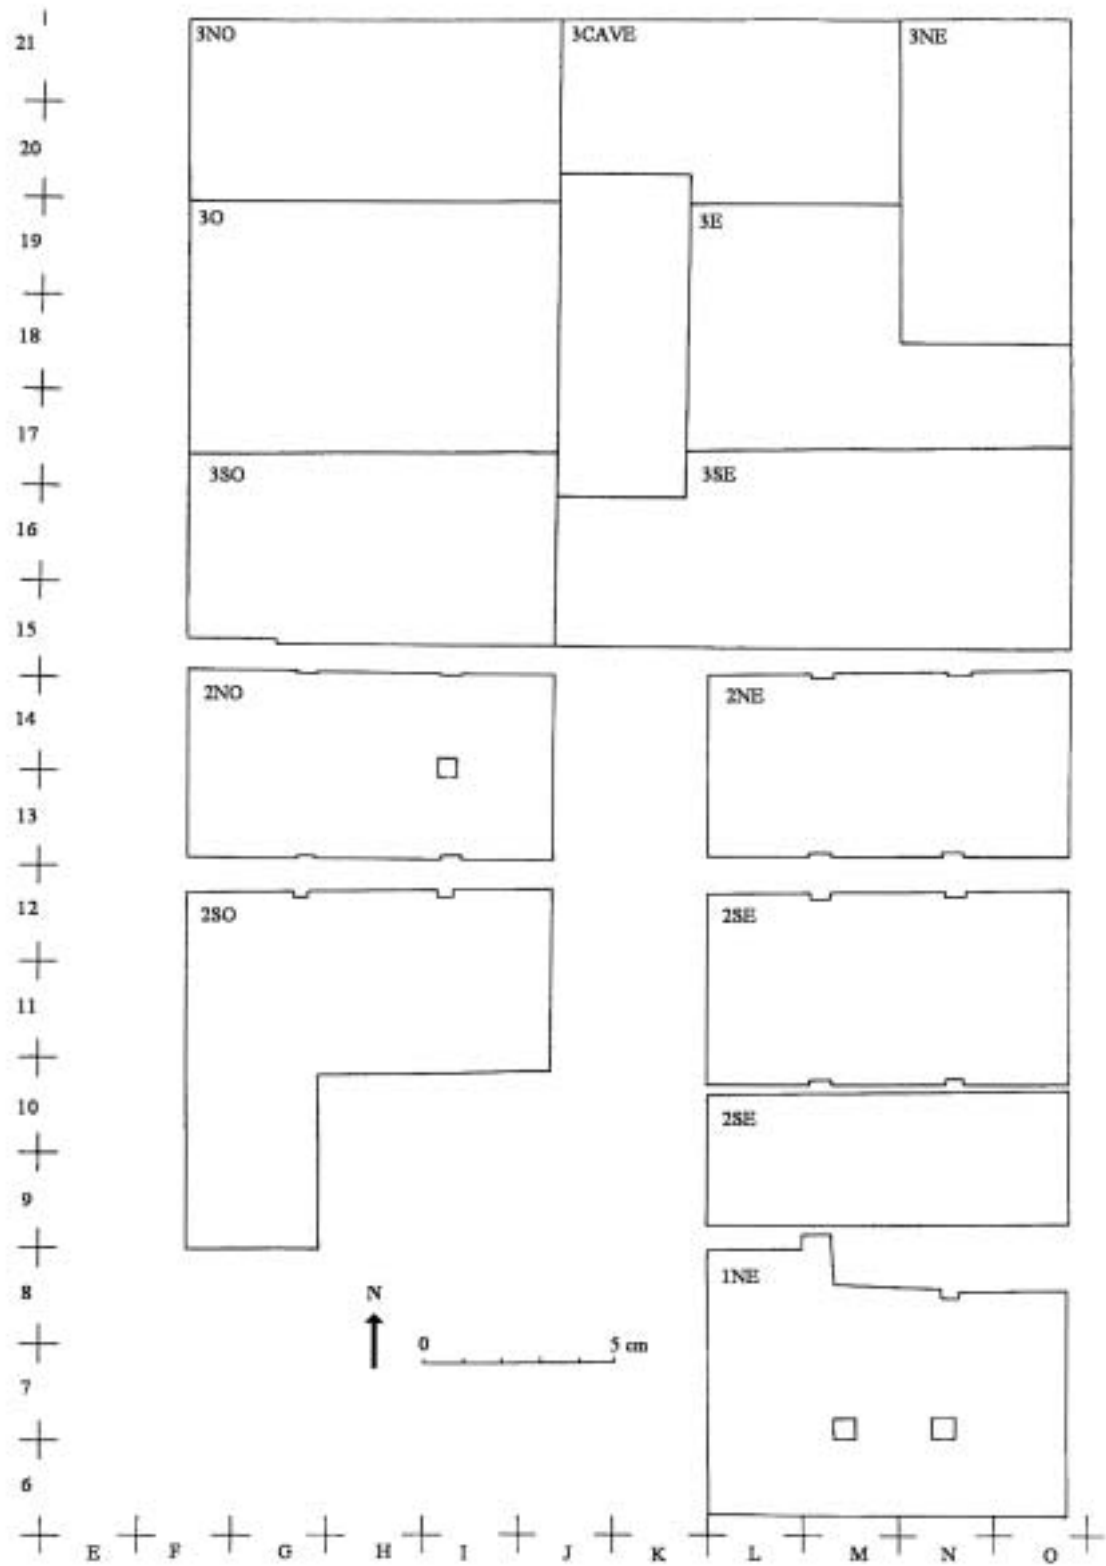 21
3NO
3CAVE
3NE
20
3O
19
3E
18
17
3SO
3SE
16
15
2NO
2NE
14
13
12
2SO
2SE
11
10
2SE
9
1NE
8
N
0
5 cm
7
6
E F G H I J K L M N O